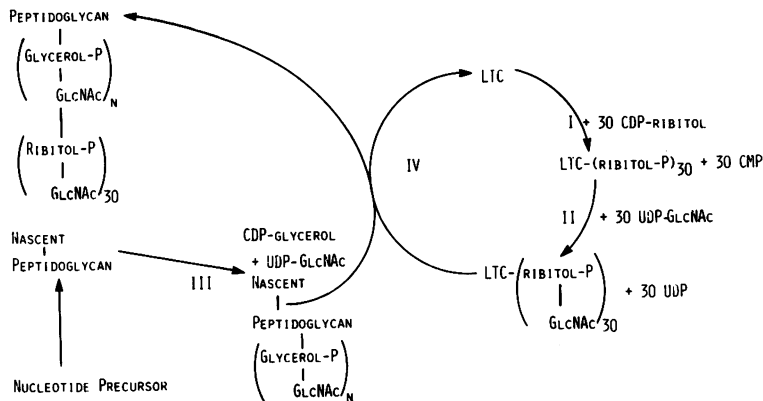 PEPTIDOGLYCAN
(GLYCEROL-P
GLCNAC)N
(RIBITOL-P
GLCNAC)30
NASCENT
PEPTIDOGLYCAN
NUCLEOTIDE PRECURSOR
III
CDP-GLYCEROL
+ UDP-GLCNAC
NASCENT
PEPTIDOGLYCAN
(GLYCEROL-P
GLCNAC)N
IV
LTC
I + 30 CDP-RIBITOL
LTC-(RIBITOL-P)30 + 30 CMP
II + 30 UDP-GLCNAC
LTC-(RIBITOL-P + 30 UDP
GLCNAC)30